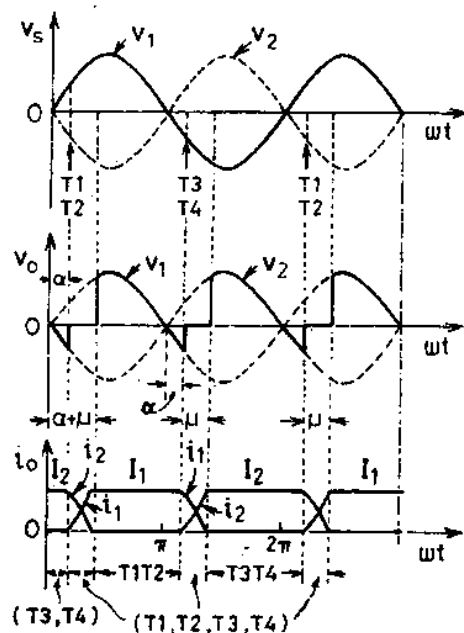 vs v1 v2
0 ωt
T1 T3 T1
T2 T4 T2
vo v1 v2
α
0 ωt
α
α+μ μ μ
io I2 i2 I1 i1 I2 I1
i1 i2
0 π 2π ωt
T1T2 T3T4
(T3,T4) (T1,T2,T3,T4)